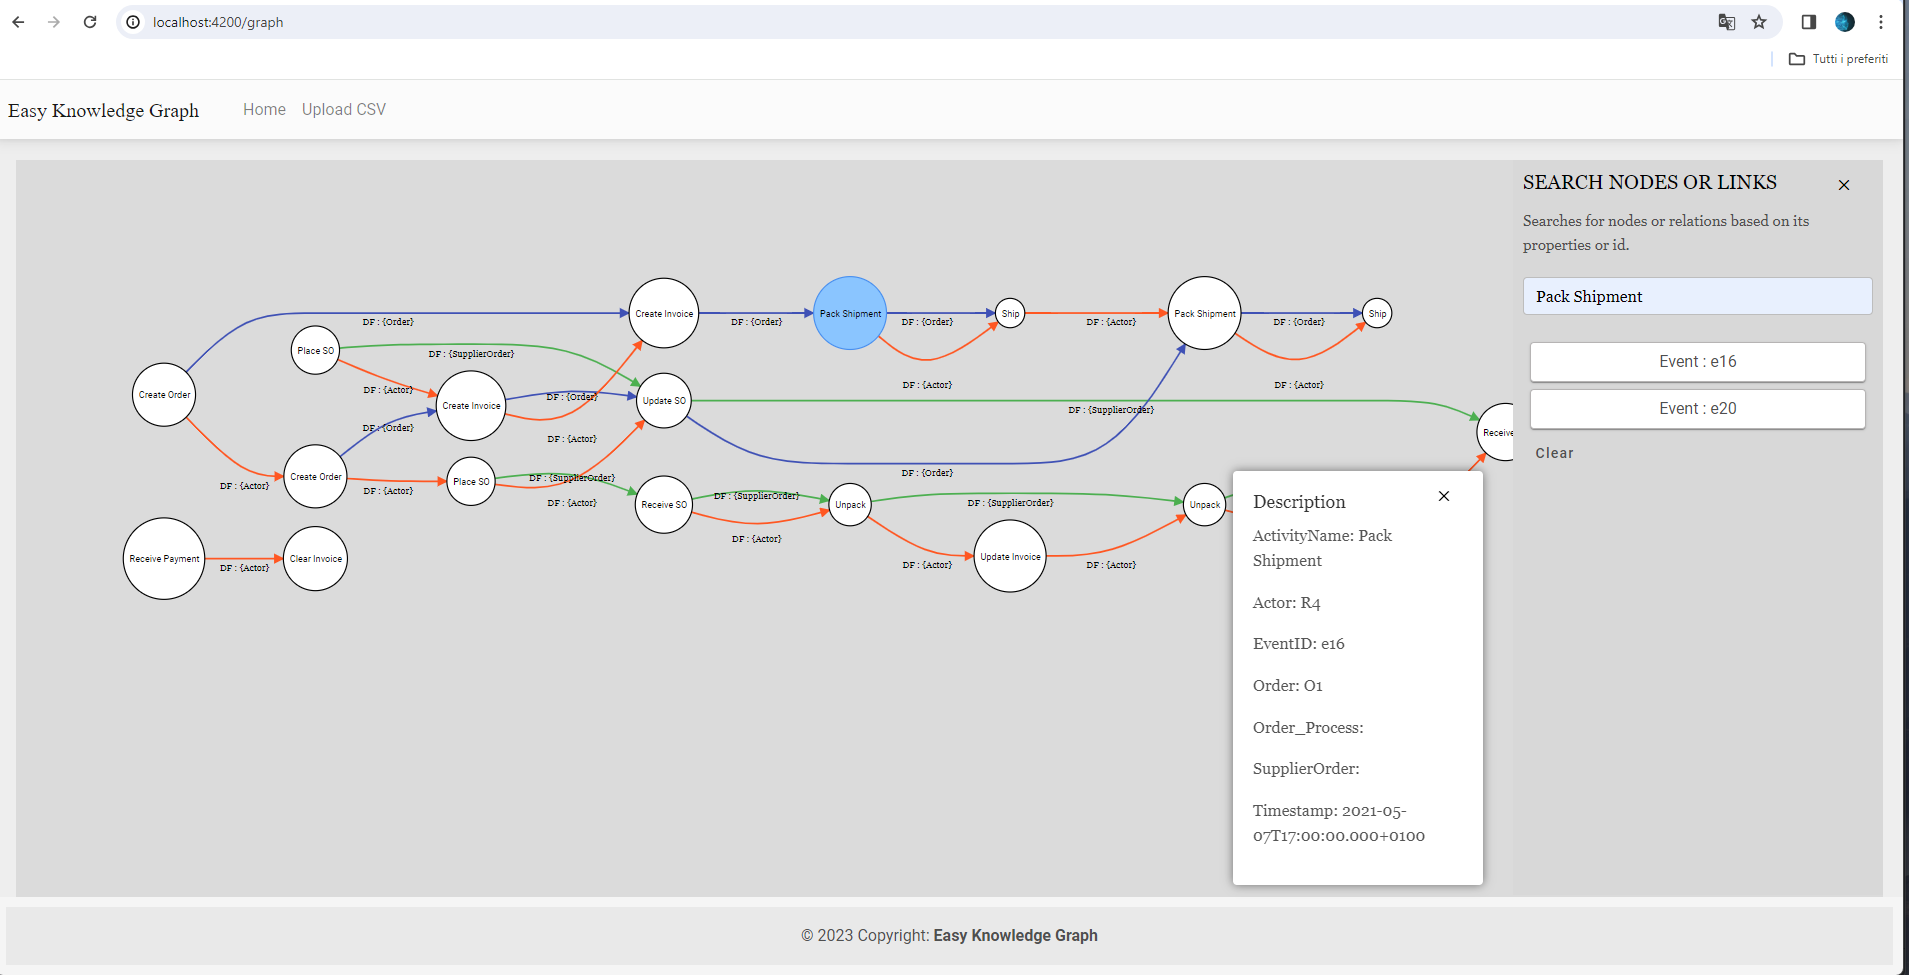 localhost:4200/graph
Tutti i preferiti
Easy Knowledge Graph
Home
Upload CSV
SEARCH NODES OR LINKS
Searches for nodes or relations based on its
properties or id.
Pack Shipment
Event : e16
Event : e20
Clear
Create Invoice
Pack Shipment
Ship
Pack Shipment
Ship
DF : {Order}
DF : {Order}
DF : {Order}
DF : {Actor}
DF : {Order}
Place SO
DF : {SupplierOrder}
DF : {Actor}
DF : {Actor}
DF : {Actor}
Create Order
Create Invoice
DF : {Order}
Update SO
DF : {SupplierOrder}
DF : {Order}
DF : {Actor}
Receive
Create Order
DF : {Actor}
DF : {Actor}
Place SO
DF : {SupplierOrder}
DF : {Actor}
DF : {Order}
Receive SO
DF : {SupplierOrder}
DF : {Actor}
Unpack
DF : {SupplierOrder}
Unpack
Receive Payment
DF : {Actor}
Clear Invoice
DF : {Actor}
Update Invoice
DF : {Actor}
Description
ActivityName: Pack
Shipment
Actor: R4
EventID: e16
Order: O1
Order_Process:
SupplierOrder:
Timestamp: 2021-05-
07T17:00:00.000+0100
© 2023 Copyright: Easy Knowledge Graph